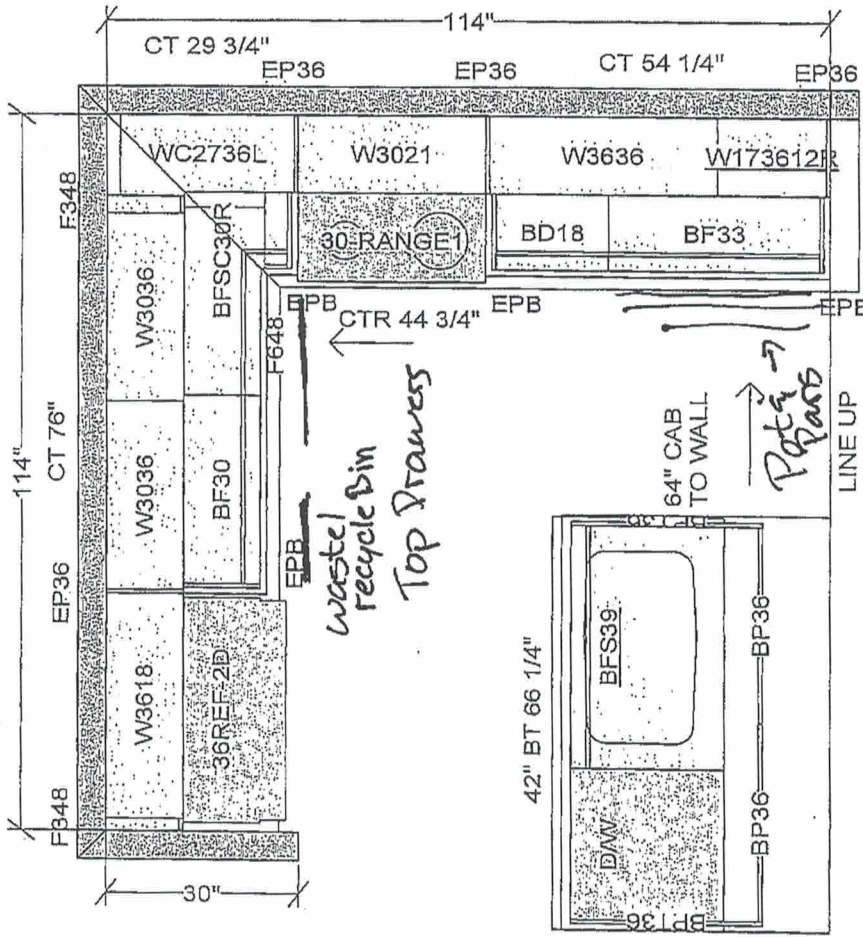 114"
CT 29 3/4"
EP36
EP36
CT 54 1/4"
EP36
WC2736L
W3021
W3636
W173612R
F348
BFSC30R
30-RANGE1
BD18
BF33
W3036
EPB
CTR 44 3/4"
EPB
EPB
F648
114"
CT 76"
W3036
BF30
EPB
waste/
recycle Bin
Top Drawers
64" CAB
TO WALL
Pots &
Pans
LINE UP
EP36
W3618
36REF-2D
F348
30"
42" BT 66 1/4"
BFS39
BP36
D/W
BP36
BPT36